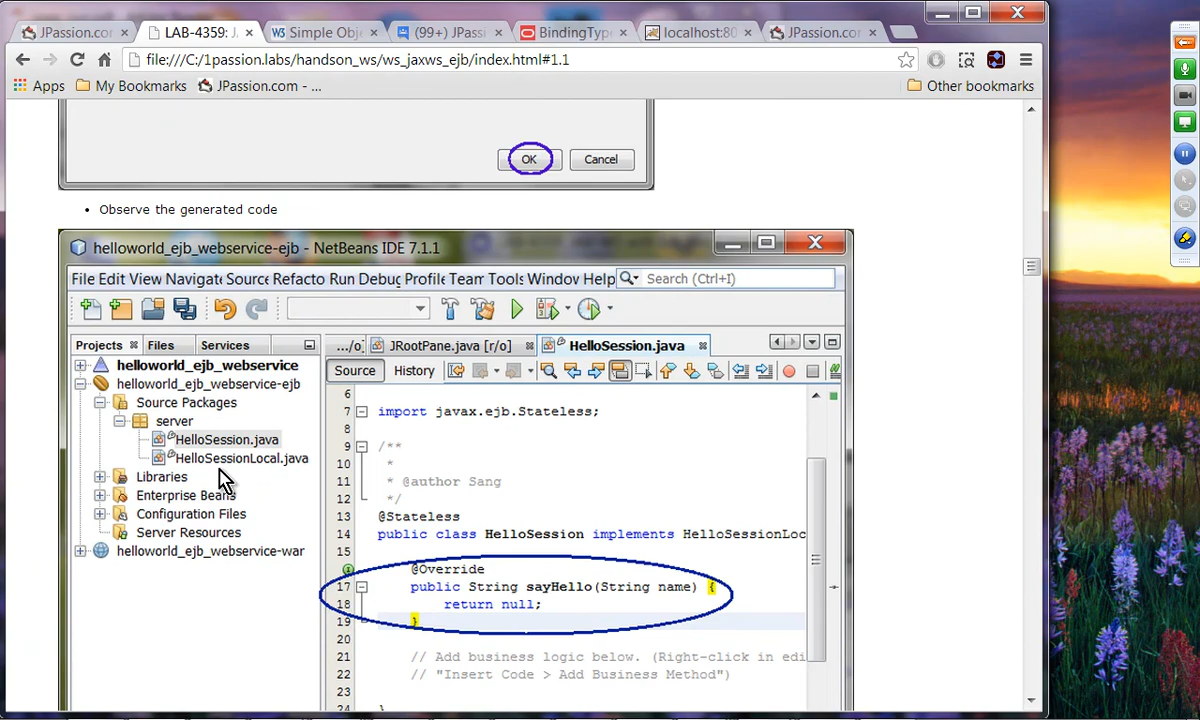 JPassion.com
LAB-4359: J
Simple Obje
(99+) JPassi
BindingType
localhost:80
JPassion.com
file:///C:/1passion.labs/handson_ws/ws_jaxws_ejb/index.html#1.1
Apps My Bookmarks JPassion.com - ... Other bookmarks
OK Cancel
• Observe the generated code
helloworld_ejb_webservice-ejb - NetBeans IDE 7.1.1
File Edit View Navigate Source Refacto Run Debug Profile Team Tools Window Help Search (Ctrl+I)
Projects Files Services
.../o] JRootPane.java [r/o] HelloSession.java
Source History
helloworld_ejb_webservice
helloworld_ejb_webservice-ejb
Source Packages
server
HelloSession.java
HelloSessionLocal.java
Libraries
Enterprise Beans
Configuration Files
Server Resources
helloworld_ejb_webservice-war
6
7 import javax.ejb.Stateless;
8
9 /**
10 *
11 * @author Sang
12 */
13 @Stateless
14 public class HelloSession implements HelloSessionLoc
15
16 @Override
17 public String sayHello(String name) {
18 return null;
19 }
20
21 // Add business logic below. (Right-click in edi
22 // "Insert Code > Add Business Method")
23
24 }